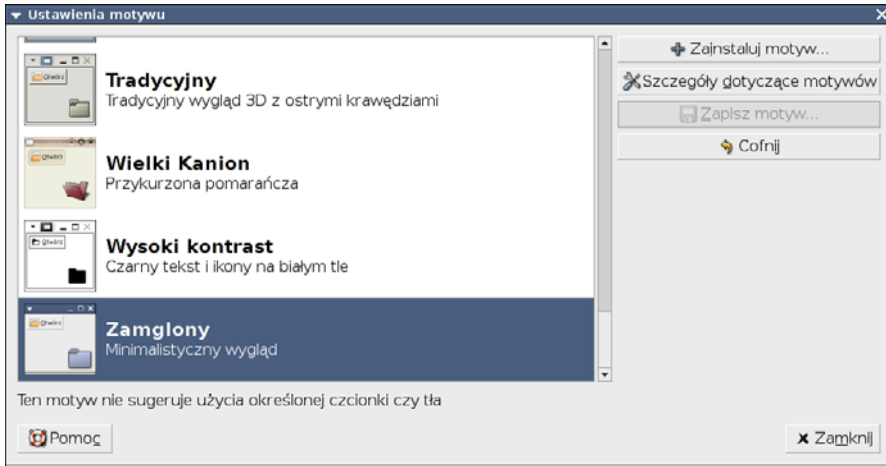 Ustawienia motywu
Tradycyjny
Tradycyjny wygląd 3D z ostrymi krawędziami
Wielki Kanion
Przykurzona pomarańcza
Wysoki kontrast
Czarny tekst i ikony na białym tle
Zamglony
Minimalistyczny wygląd
Zainstaluj motyw...
Szczegóły dotyczące motywów
Zapisz motyw...
Cofnij
Ten motyw nie sugeruje użycia określonej czcionki czy tła
Pomoc
Zamknij